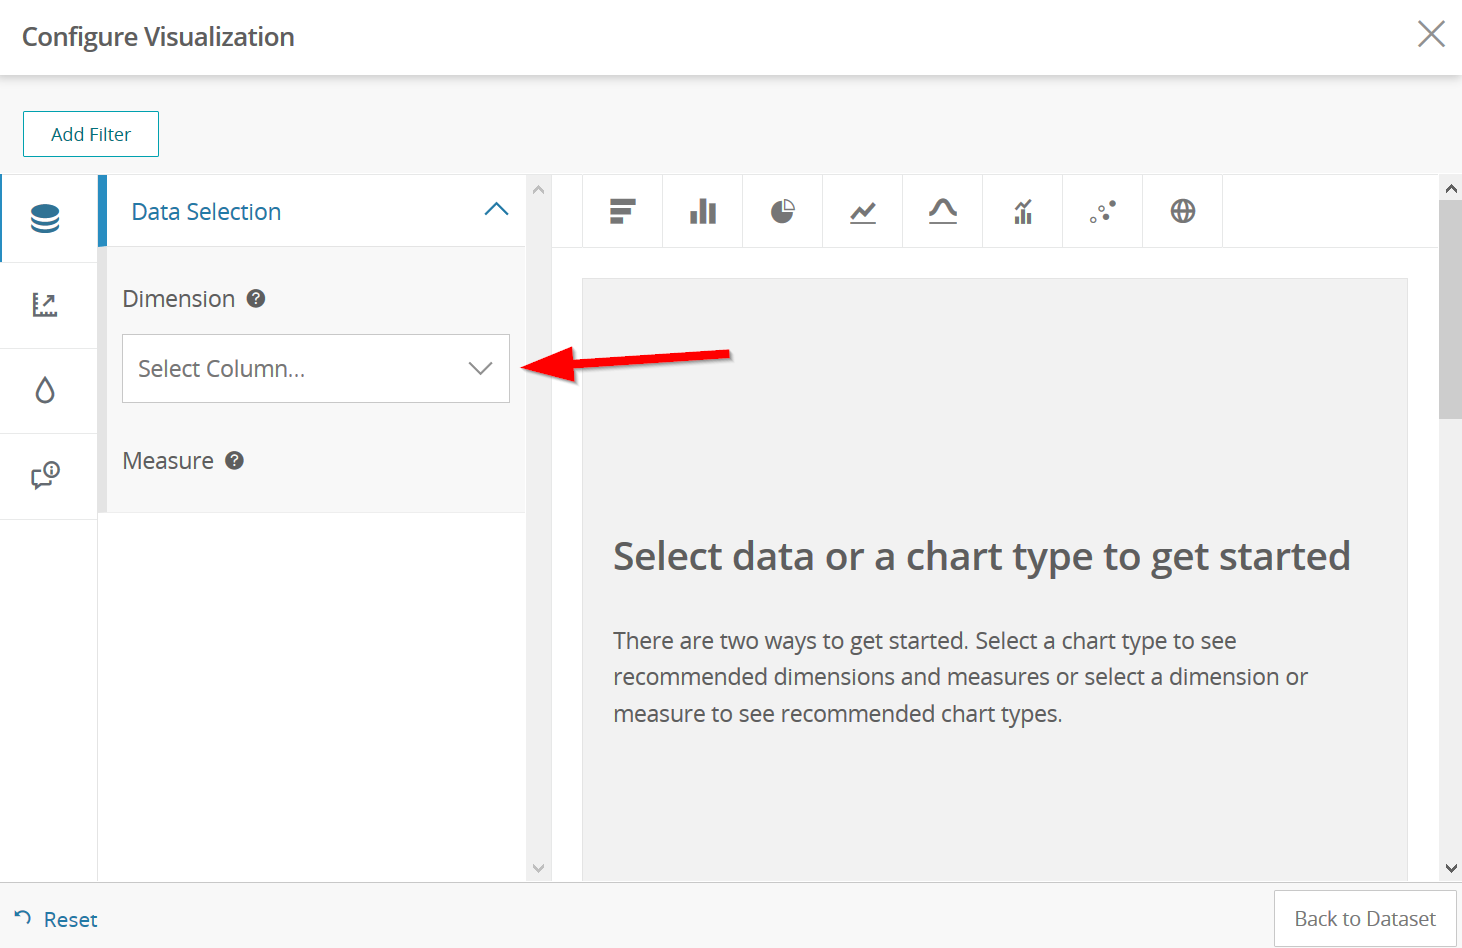 Configure Visualization
Add Filter
Data Selection
Dimension
Select Column...
Measure
Select data or a chart type to get started
There are two ways to get started. Select a chart type to see
recommended dimensions and measures or select a dimension or
measure to see recommended chart types.
Reset
Back to Dataset